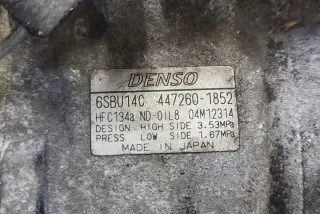 DENSO
6SBU14C 447260-1852
HFC134a ND-OIL8 04M12314
DESIGN HIGH SIDE 3.53MPa
PRESS LOW SIDE 1.67MPa
MADE IN JAPAN